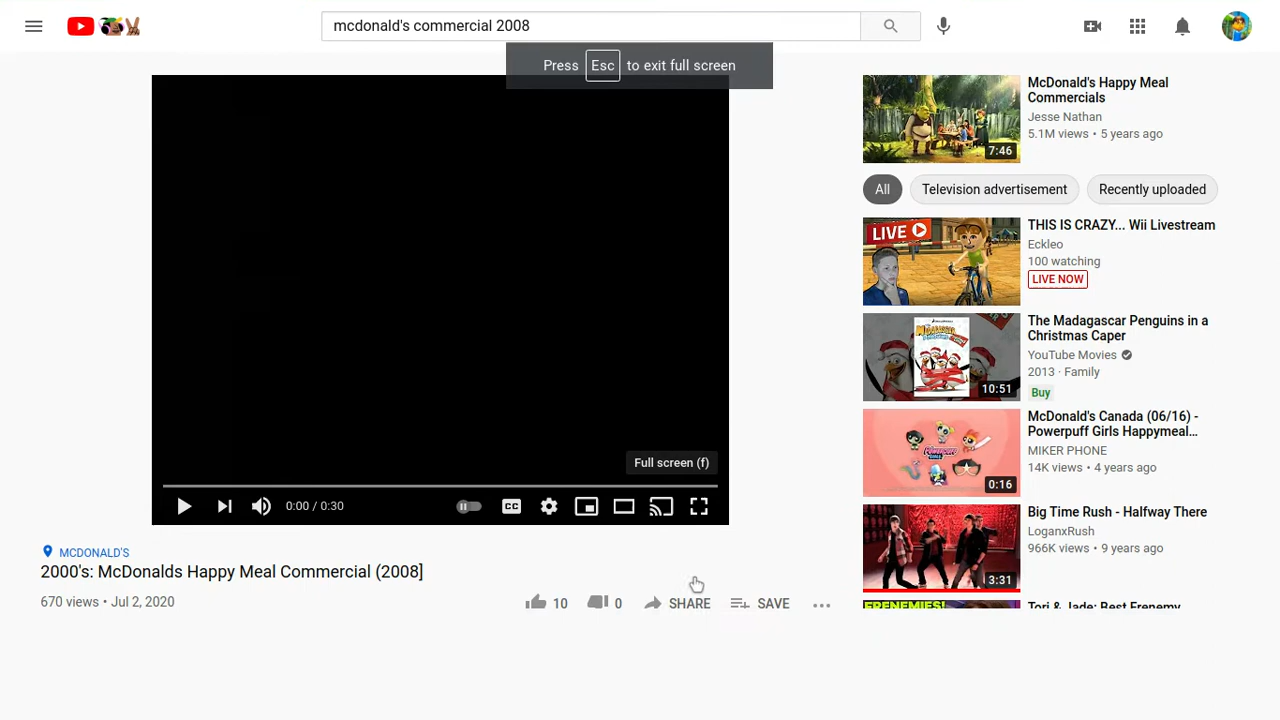 mcdonald's commercial 2008
Press Esc to exit full screen
Full screen (f)
0:00 / 0:30
CC
MCDONALD'S
2000's: McDonalds Happy Meal Commercial (2008]
670 views • Jul 2, 2020
10
0
SHARE
SAVE
7:46
McDonald's Happy Meal
Commercials
Jesse Nathan
5.1M views • 5 years ago
All
Television advertisement
Recently uploaded
LIVE
THIS IS CRAZY... Wii Livestream
Eckleo
100 watching
LIVE NOW
10:51
The Madagascar Penguins in a
Christmas Caper
YouTube Movies
2013 · Family
Buy
0:16
McDonald's Canada (06/16) -
Powerpuff Girls Happymeal...
MIKER PHONE
14K views • 4 years ago
3:31
Big Time Rush - Halfway There
LoganxRush
966K views • 9 years ago
FRENEMIES!
Tori & Jade: Best Frenemy